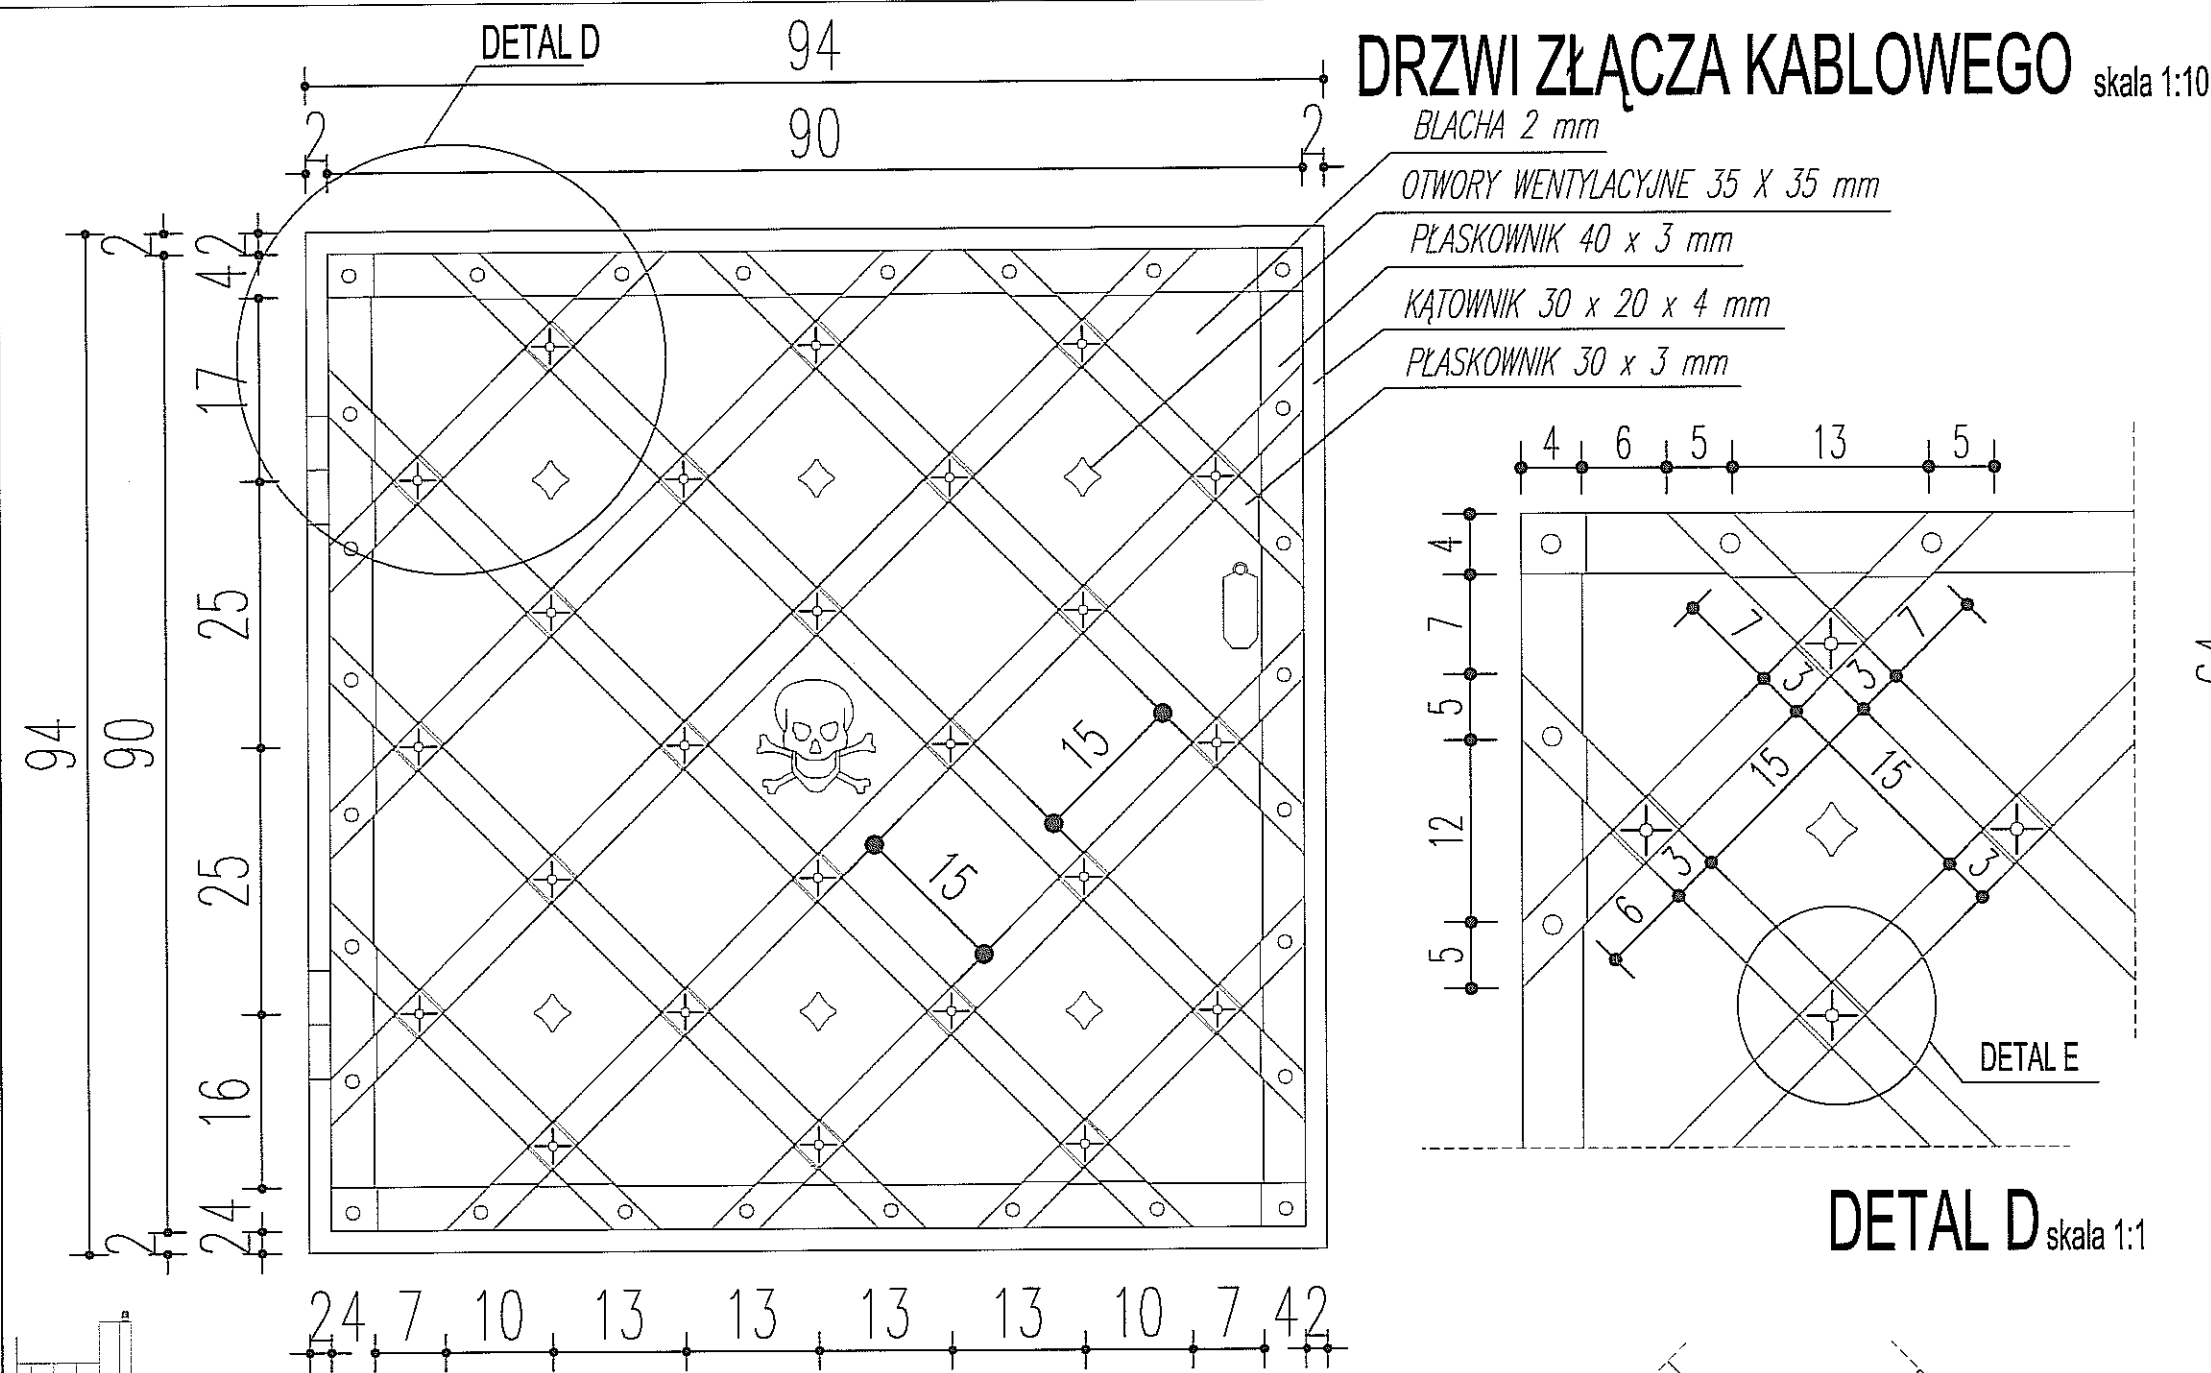 DETAL D
94
DRZWI ZŁĄCZA KABLOWEGO skala 1:10
2 90 2
BLACHA 2 mm
OTWORY WENTYLACYJNE 35 X 35 mm
PŁASKOWNIK 40 x 3 mm
KĄTOWNIK 30 x 20 x 4 mm
PŁASKOWNIK 30 x 3 mm
94
2 90 2
2 4 17 25 25 16 4 2
15
15
2 4 7 10 13 13 13 13 10 7 4 2
4 6 5 13 5
4 7 5 12 5
7 7
3 3
15 15
3 3
6
DETAL E
DETAL D skala 1:1